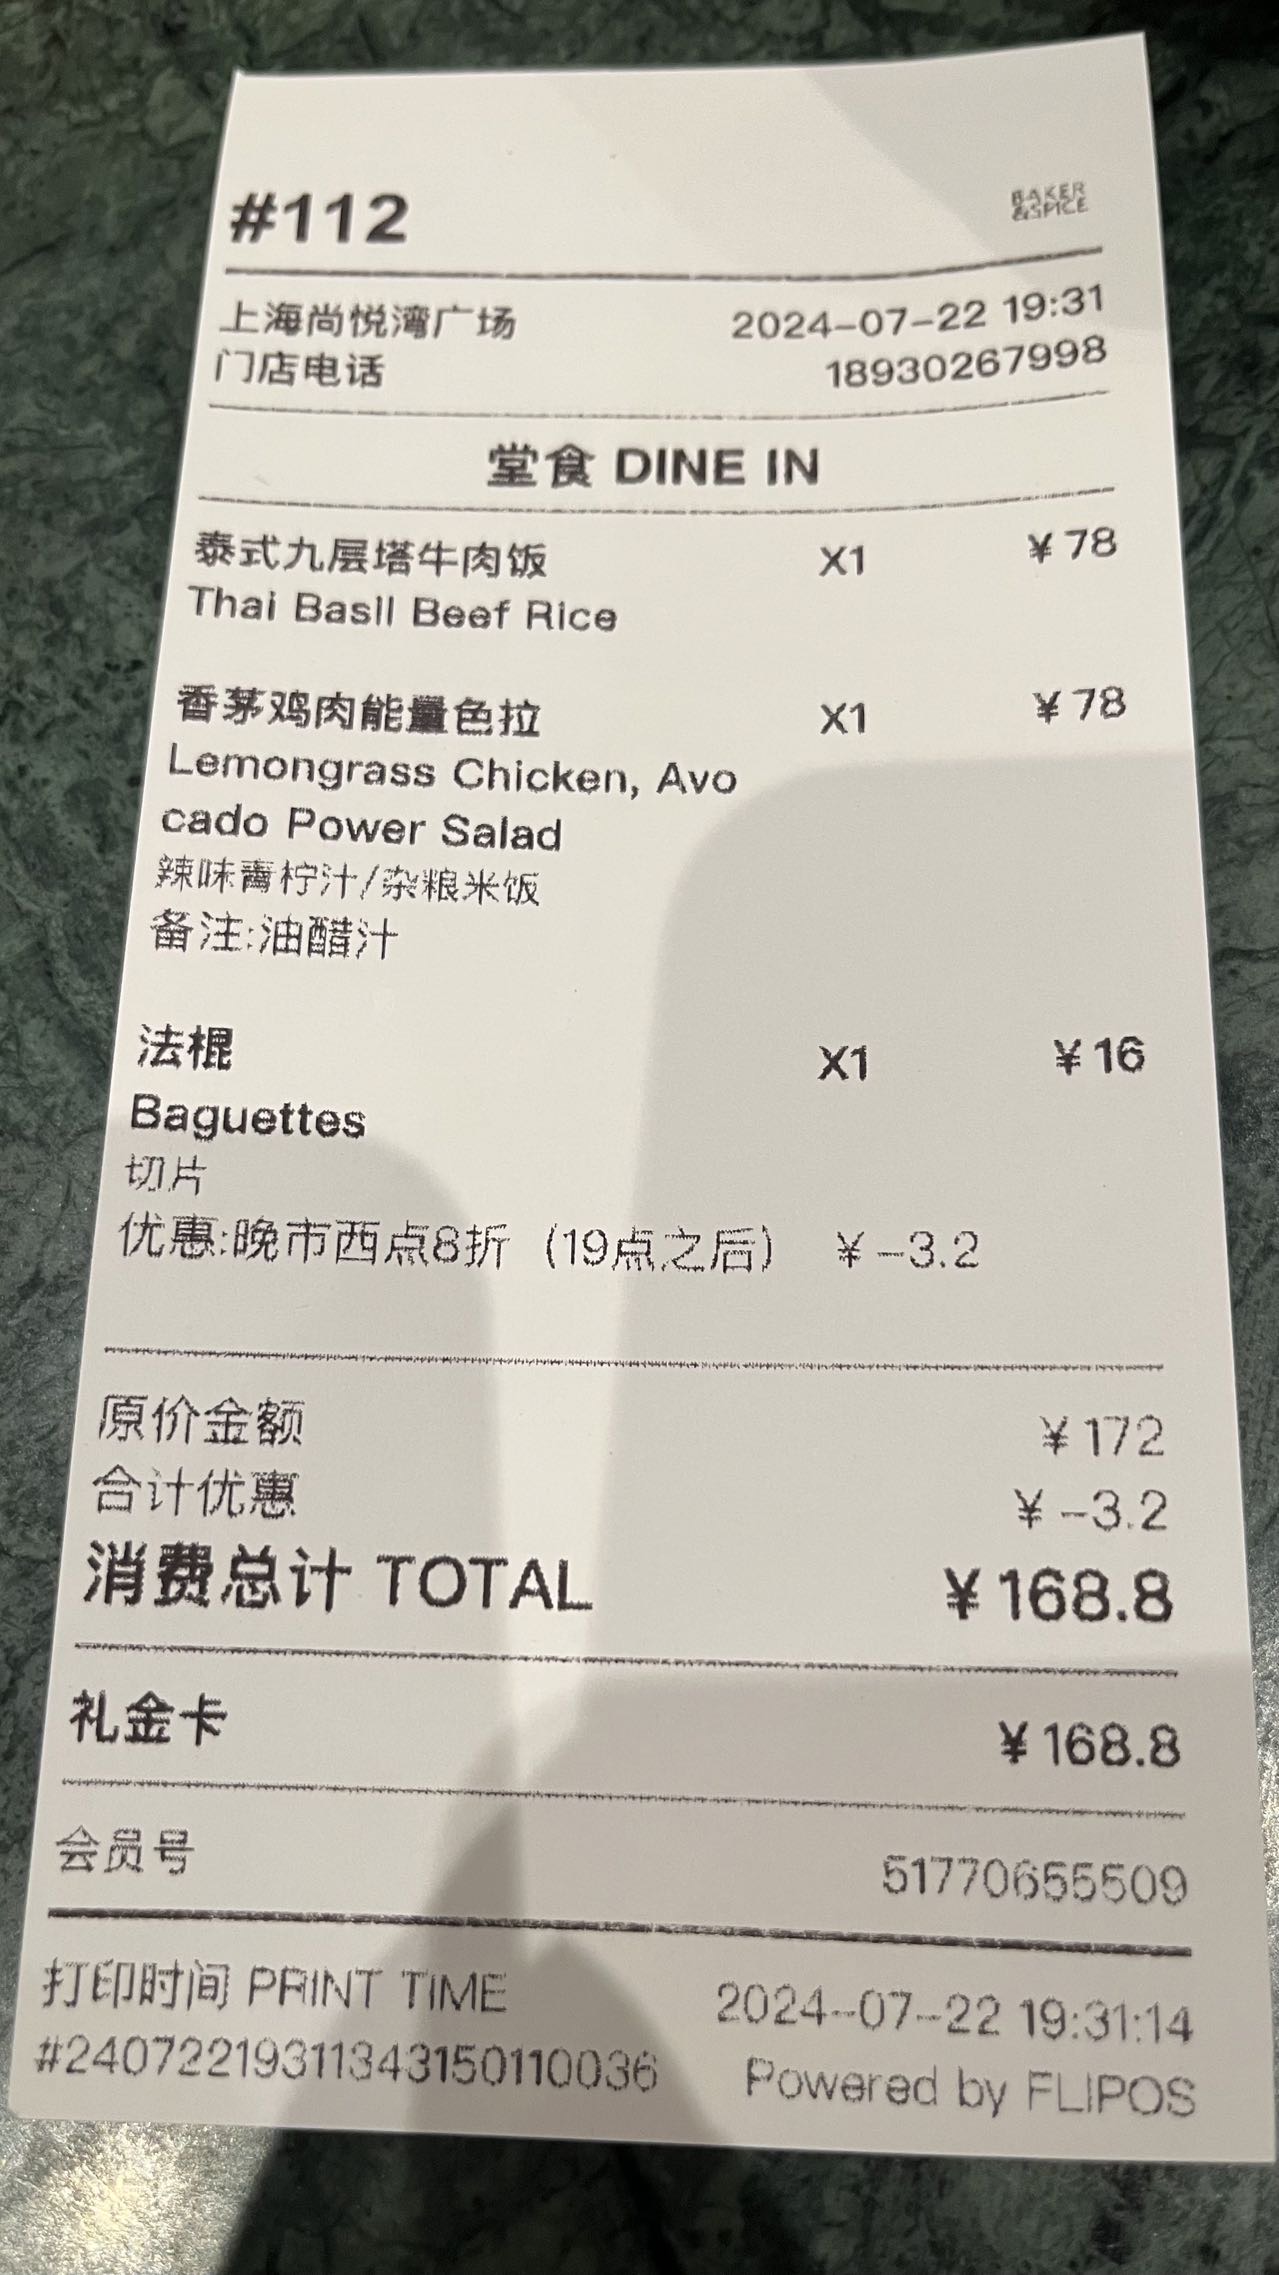 #112
BAKER
&SPICE
上海尚悦湾广场 2024-07-22 19:31
门店电话 18930267998
堂食 DINE IN
泰式九层塔牛肉饭 X1 ¥78
Thai Basil Beef Rice
香茅鸡肉能量色拉 X1 ¥78
Lemongrass Chicken, Avo
cado Power Salad
辣味青柠汁/杂粮米饭
备注:油醋汁
法棍 X1 ¥16
Baguettes
切片
优惠:晚市西点8折（19点之后） ¥-3.2
原价金额 ¥172
合计优惠 ¥-3.2
消费总计 TOTAL ¥168.8
礼金卡 ¥168.8
会员号 51770655509
打印时间 PRINT TIME 2024-07-22 19:31:14
#24072219311343150110036 Powered by FLIPOS